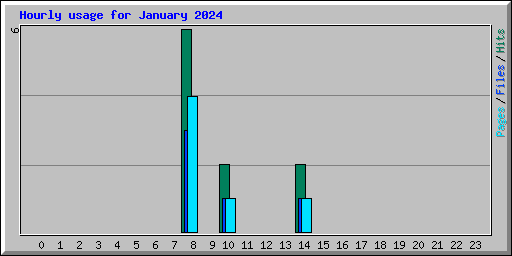 Hourly usage for January 2024
6
Pages/Files/Hits
0 1 2 3 4 5 6 7 8 9 10 11 12 13 14 15 16 17 18 19 20 21 22 23